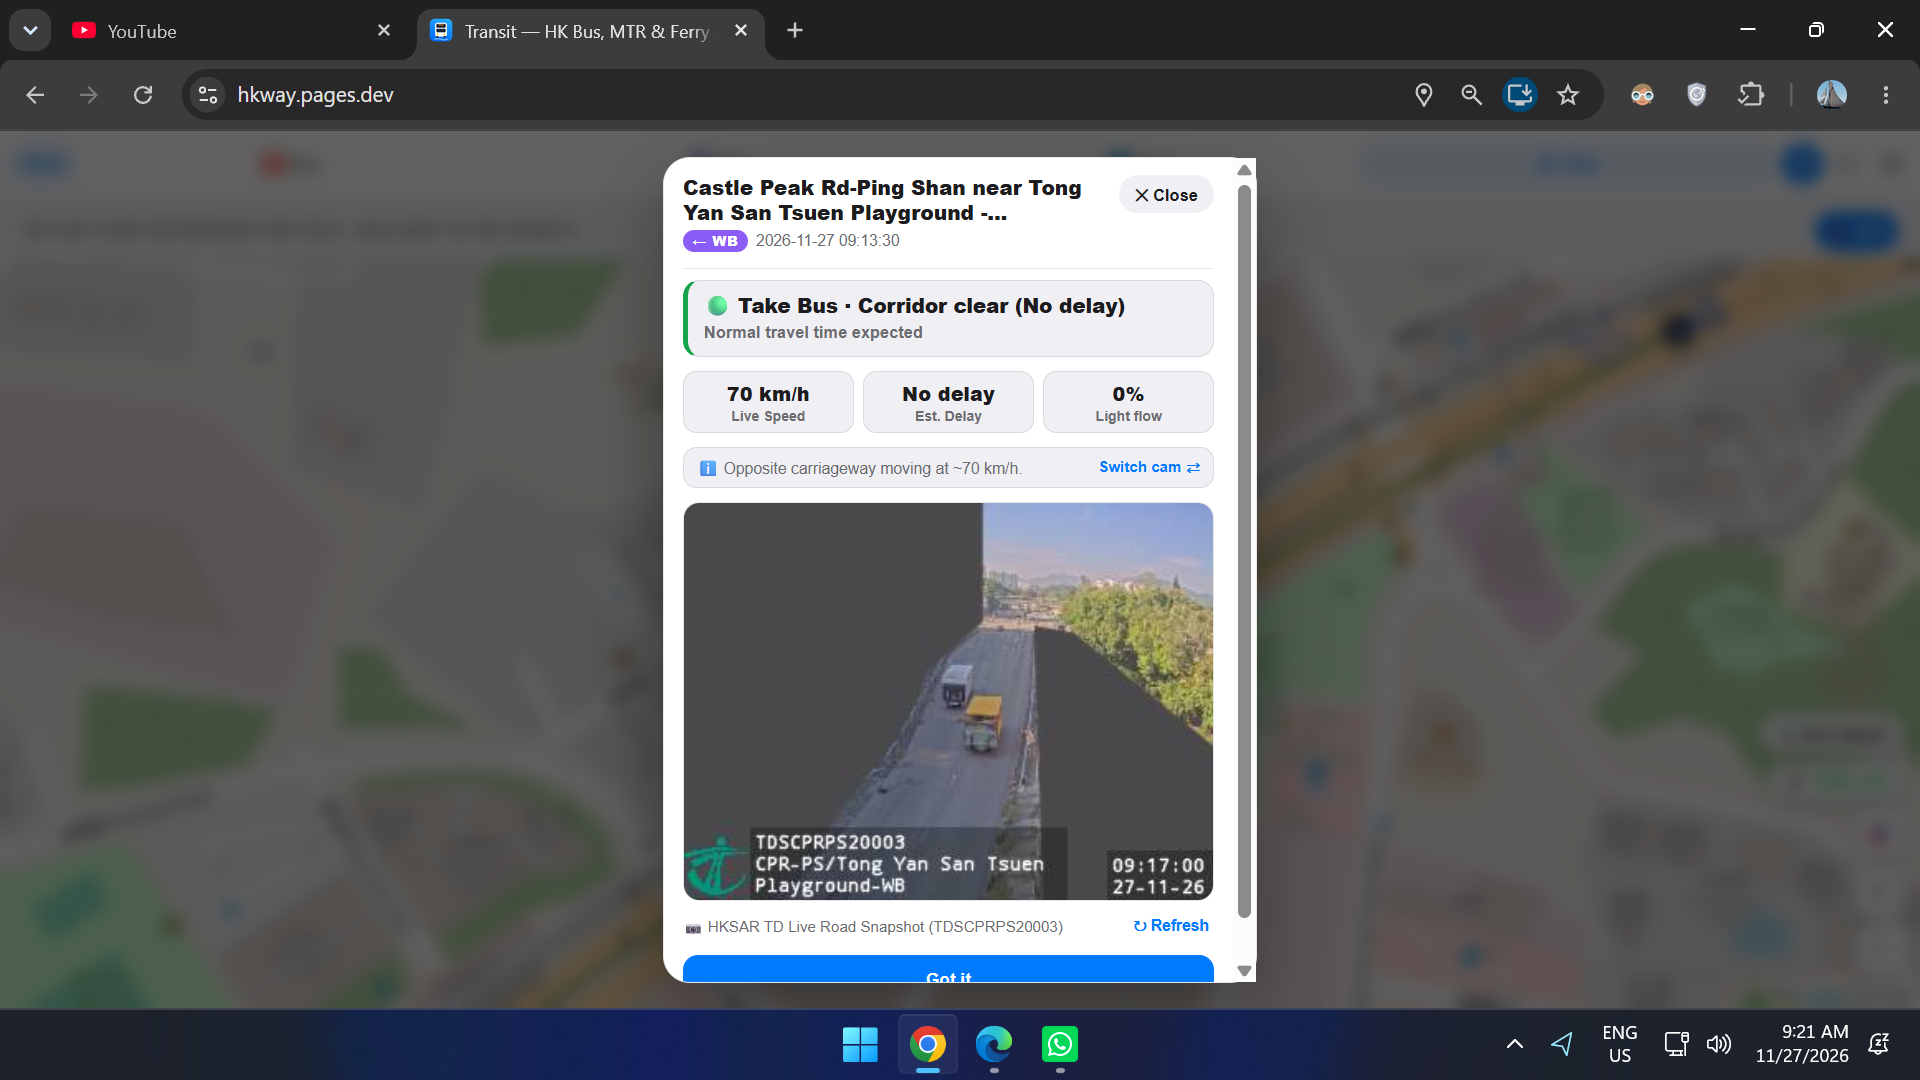 YouTube
Transit — HK Bus, MTR & Ferry
hkway.pages.dev
Castle Peak Rd-Ping Shan near Tong
Yan San Tsuen Playground -...
Close
← WB 2026-11-27 09:13:30
Take Bus · Corridor clear (No delay)
Normal travel time expected
70 km/h
Live Speed
No delay
Est. Delay
0%
Light flow
Opposite carriageway moving at ~70 km/h.
Switch cam ⇄
TDSCPRPS20003
CPR-PS/Tong Yan San Tsuen
Playground-WB
09:17:00
27-11-26
HKSAR TD Live Road Snapshot (TDSCPRPS20003)
↻ Refresh
Got it
ENG
US
9:21 AM
11/27/2026